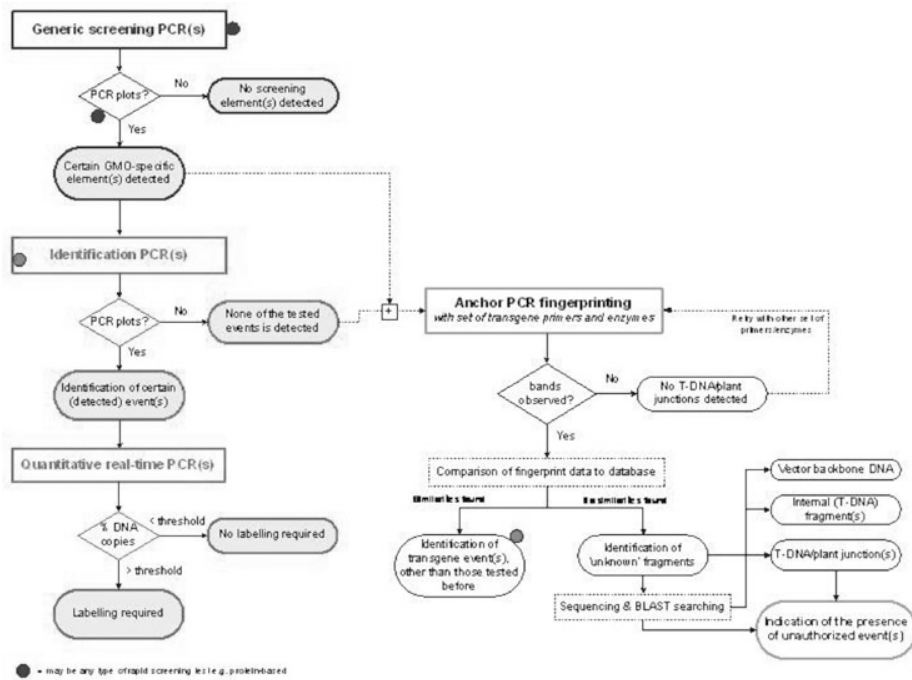 Generic screening PCR(s)
PCR plots?
No
No screening
element(s) detected
Yes
Certain GMO-specific
element(s) detected
Identification PCR(s)
PCR plots?
No
None of the tested
events is detected
+
Yes
Identification of certain
(detected) event(s)
Quantitative real-time PCR(s)
% DNA
copies
< threshold
No labelling required
> threshold
Labelling required
Anchor PCR fingerprinting
with set of transgene primers and enzymes
Retry with other set of
primers/enzymes
bands
observed?
No
No T-DNA/plant
junctions detected
Yes
Comparison of fingerprint data to database
Similarities found
No similarities found
Identification of
transgene event(s),
other than those tested
before
Identification of
'unknown' fragments
Sequencing & BLAST searching
Vector backbone DNA
Internal (T-DNA)
fragment(s)
T-DNA/plant junction(s)
Indication of the presence
of unauthorized event(s)
= may be any type of rapid screening test e.g. protein-based